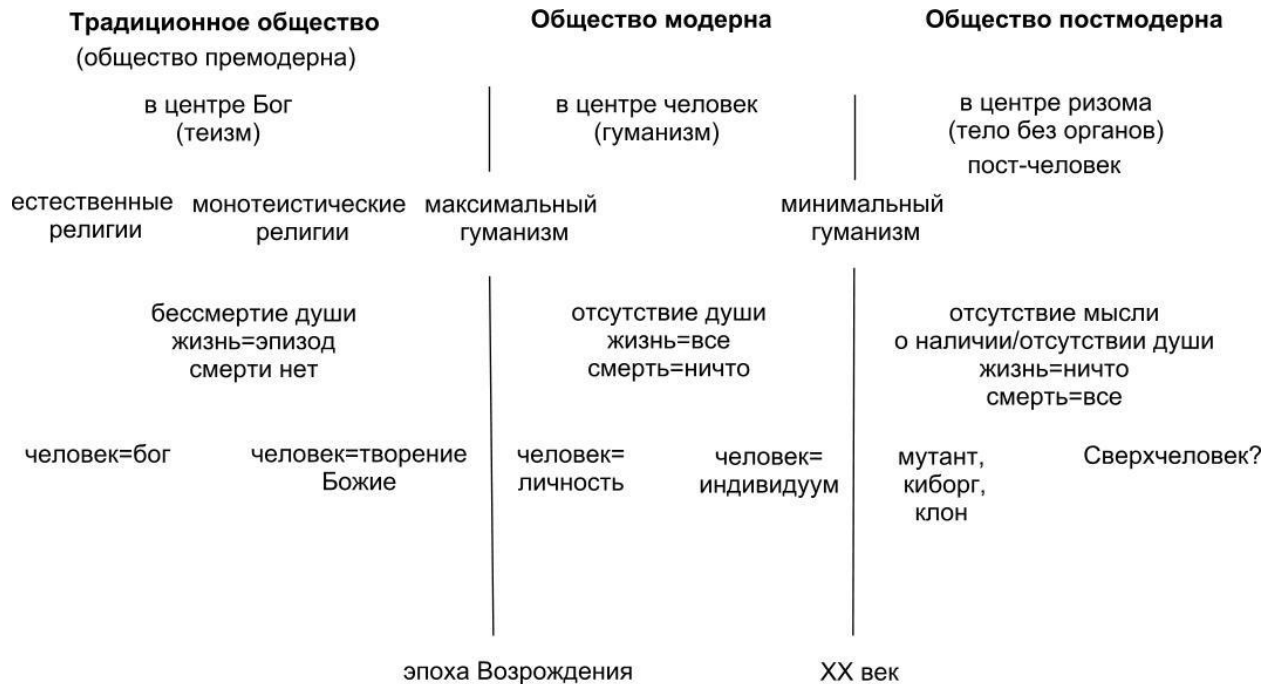 Традиционное общество
(общество премодерна)
Общество модерна
Общество постмодерна
в центре Бог
(теизм)
в центре человек
(гуманизм)
в центре ризома
(тело без органов)
пост-человек
естественные
религии
монотеистические
религии
максимальный
гуманизм
минимальный
гуманизм
бессмертие души
жизнь=эпизод
смерти нет
отсутствие души
жизнь=все
смерть=ничто
отсутствие мысли
о наличии/отсутствии души
жизнь=ничто
смерть=все
человек=бог
человек=творение
Божие
человек=
личность
человек=
индивидуум
мутант,
киборг,
клон
Сверхчеловек?
эпоха Возрождения
XX век